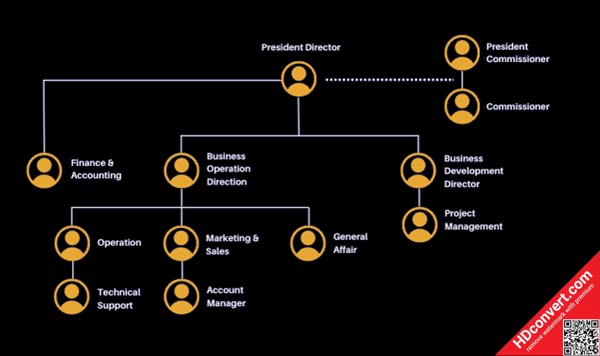 President Director
President
Commissioner
Commissioner
Finance &
Accounting
Business
Operation
Direction
Business
Development
Director
Project
Management
Operation
Marketing &
Sales
General
Affair
Technical
Support
Account
Manager
HDconvert.com
remove watermark with premium